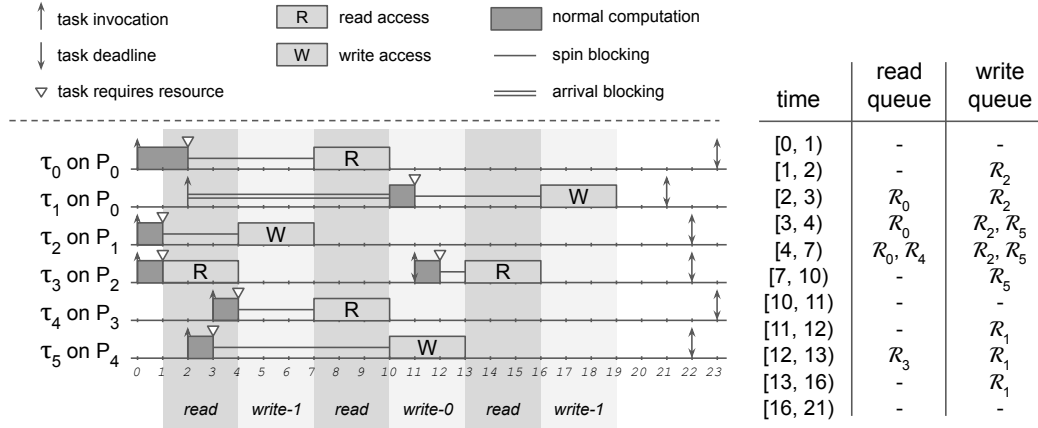 task invocation
R
read access
normal computation
task deadline
W
write access
spin blocking
task requires resource
arrival blocking
τ0 on P0
R
τ1 on P0
W
τ2 on P1
W
τ3 on P2
R
R
τ4 on P3
R
τ5 on P4
W
0 1 2 3 4 5 6 7 8 9 10 11 12 13 14 15 16 17 18 19 20 21 22 23
read write-1 read write-0 read write-1
time read queue write queue
[0, 1) - -
[1, 2) - R2
[2, 3) R0 R2
[3, 4) R0 R2, R5
[4, 7) R0, R4 R2, R5
[7, 10) - R5
[10, 11) - -
[11, 12) - R1
[12, 13) R3 R1
[13, 16) - R1
[16, 21) - -